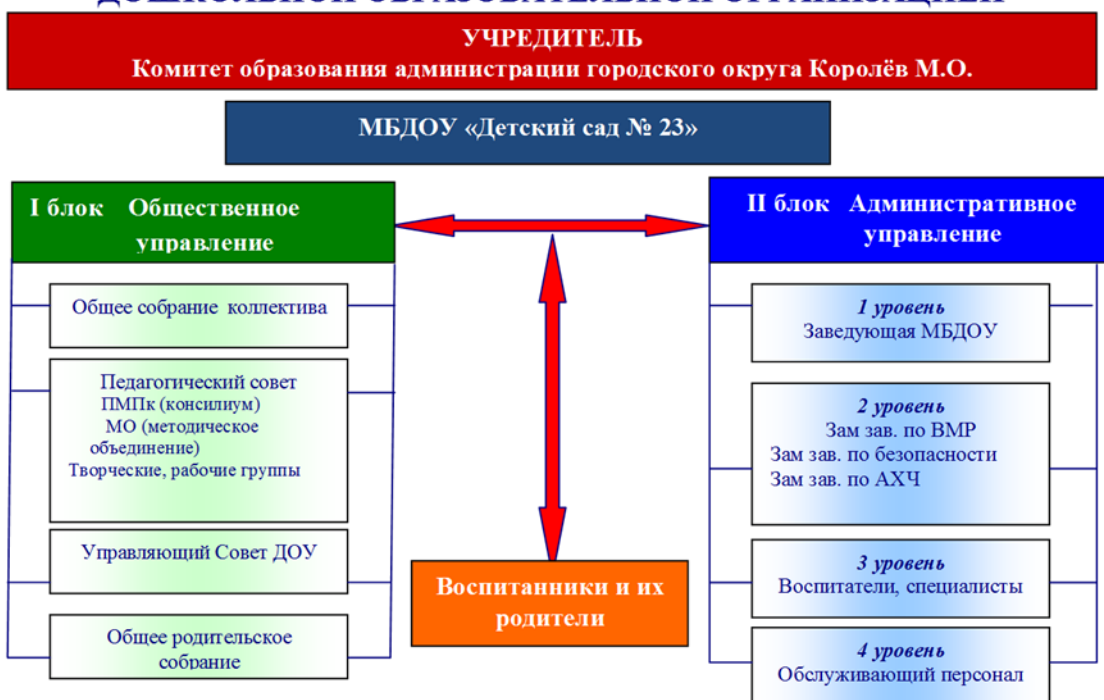 ДОШКОЛЬНОЙ ОБРАЗОВАТЕЛЬНОЙ ОРГАНИЗАЦИЕЙ
УЧРЕДИТЕЛЬ
Комитет образования администрации городского округа Королёв М.О.
МБДОУ «Детский сад № 23»
I блок Общественное
управление
Общее собрание коллектива
Педагогический совет
ПМПк (консилиум)
МО (методическое
объединение)
Творческие, рабочие группы
Управляющий Совет ДОУ
Общее родительское
собрание
Воспитанники и их
родители
II блок Административное
управление
1 уровень
Заведующая МБДОУ
2 уровень
Зам зав. по ВМР
Зам зав. по безопасности
Зам зав. по АХЧ
3 уровень
Воспитатели, специалисты
4 уровень
Обслуживающий персонал